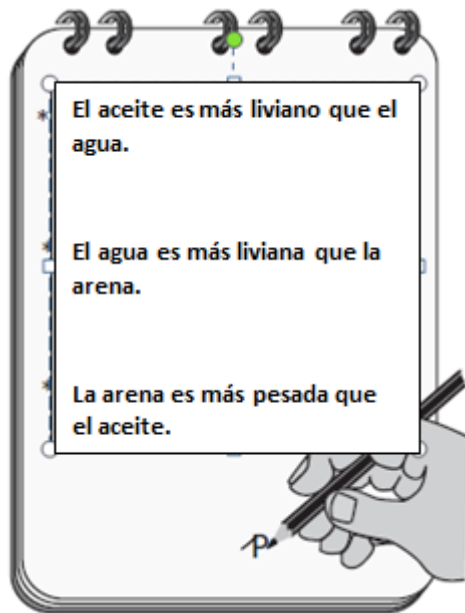 El aceite es más liviano que el
agua.
El agua es más liviana que la
arena.
La arena es más pesada que
el aceite.
P